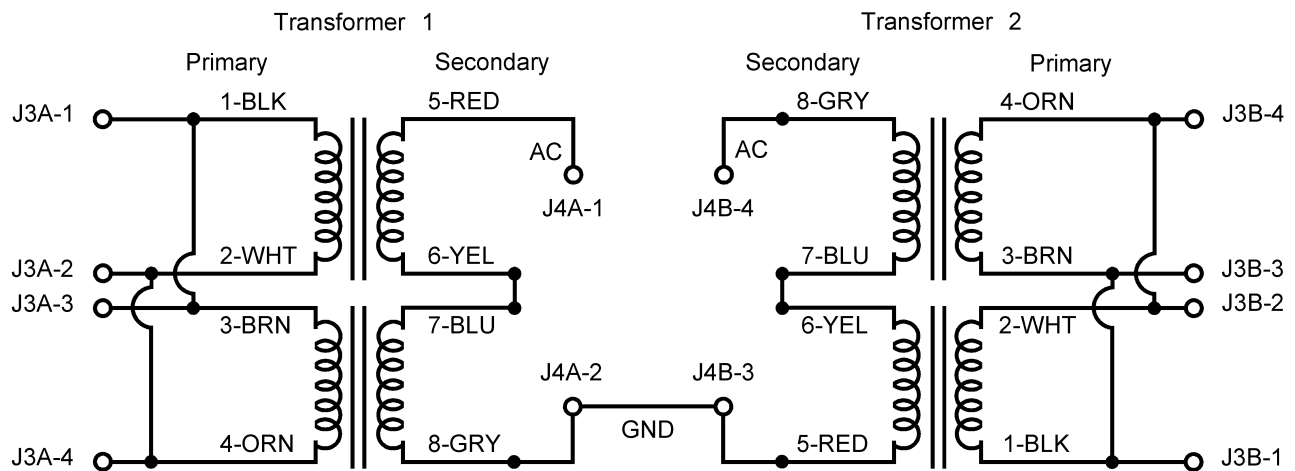 Transformer 1 Transformer 2
Primary Secondary Secondary Primary
J3A-1 1-BLK 5-RED 8-GRY 4-ORN J3B-4
AC AC
J4A-1 J4B-4
J3A-2 2-WHT 6-YEL 7-BLU 3-BRN J3B-3
J3A-3 3-BRN 7-BLU 6-YEL 2-WHT J3B-2
J4A-2 J4B-3
GND
J3A-4 4-ORN 8-GRY 5-RED 1-BLK J3B-1